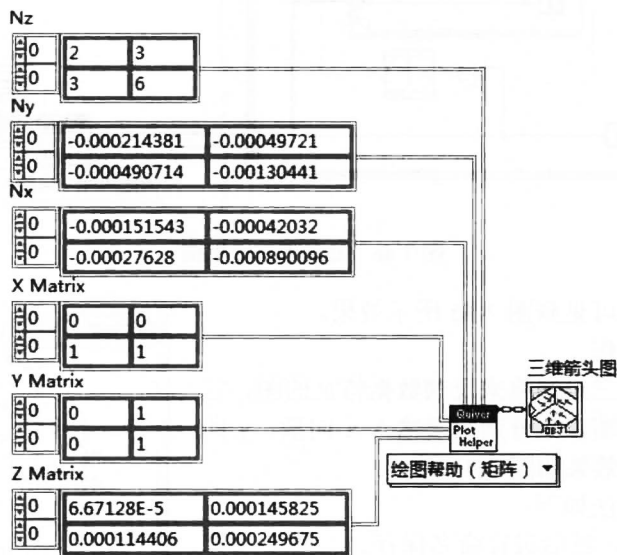 Nz
0 2 3
0 3 6
Ny
0 -0.000214381 -0.00049721
0 -0.000490714 -0.00130441
Nx
0 -0.000151543 -0.00042032
0 -0.00027628 -0.000890096
X Matrix
0 0 0
0 1 1
Y Matrix
0 0 1
0 0 1
Z Matrix
0 6.67128E-5 0.000145825
0 0.000114406 0.000249675
三维箭头图
OBJ
Quiver
Plot
Helper
绘图帮助（矩阵）